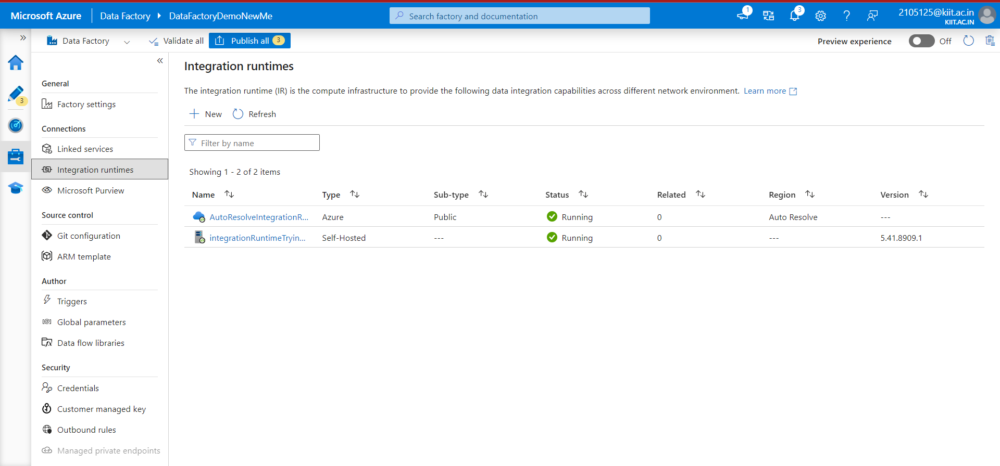 Microsoft Azure
Data Factory
DataFactoryDemoNewMe
Search factory and documentation
1
3
?
2105125@kiit.ac.in
KIIT.AC.IN
Data Factory
Validate all
Publish all 3
Preview experience
Off
3
General
Factory settings
Connections
Linked services
Integration runtimes
Microsoft Purview
Source control
Git configuration
ARM template
Author
Triggers
Global parameters
Data flow libraries
Security
Credentials
Customer managed key
Outbound rules
Managed private endpoints
Integration runtimes
The integration runtime (IR) is the compute infrastructure to provide the following data integration capabilities across different network environment. Learn more
New
Refresh
Filter by name
Showing 1 - 2 of 2 items
Name Type Sub-type Status Related Region Version
AutoResolveIntegrationR... Azure Public Running 0 Auto Resolve ---
integrationRuntimeTryin... Self-Hosted --- Running 0 --- 5.41.8909.1